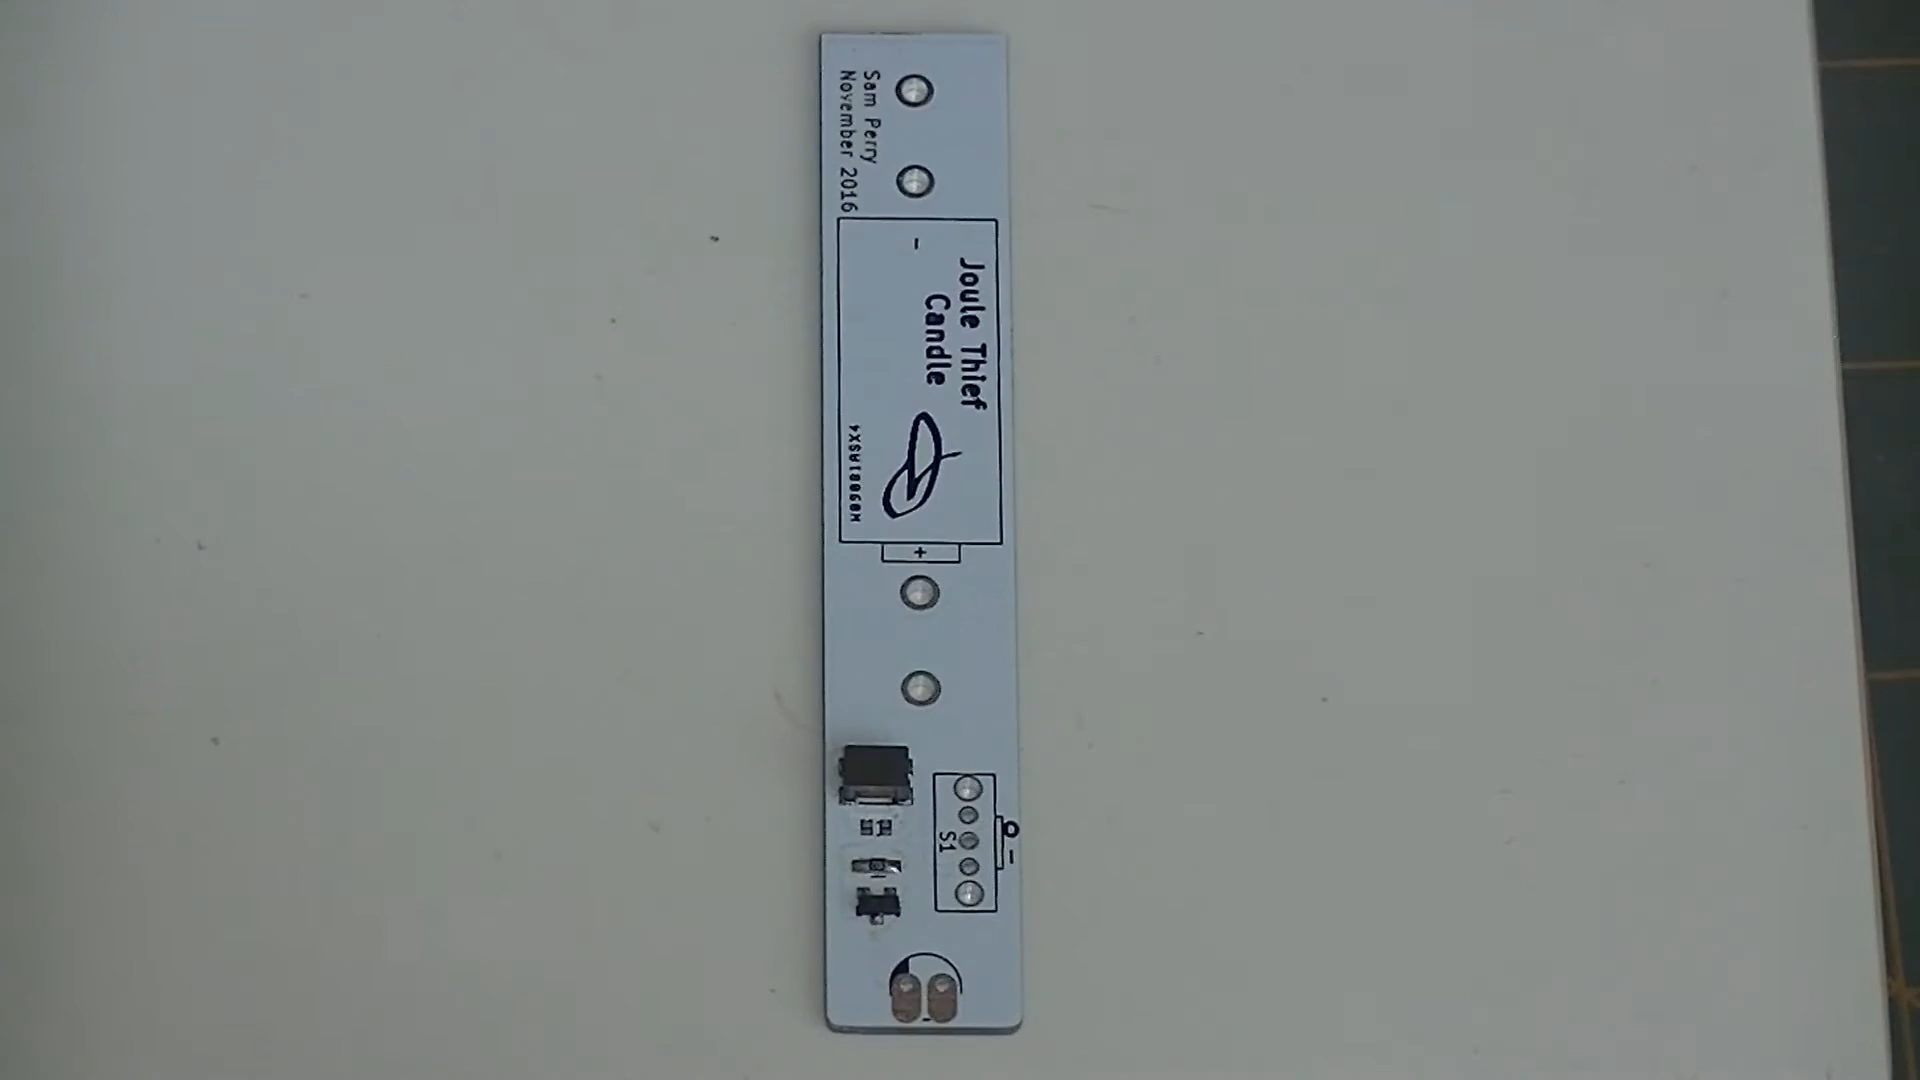 Sam Perry
November 2016
-
Joule Thief
Candle
+
S1
-